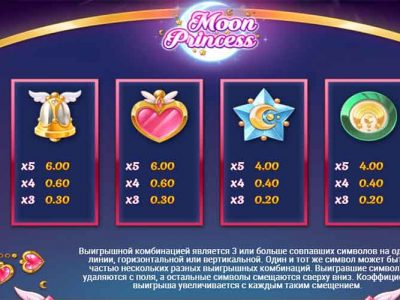 Moon
Princess
x5 6.00
x4 0.60
x3 0.30
x5 6.00
x4 0.60
x3 0.30
x5 4.00
x4 0.40
x3 0.20
x5 4.00
x4 0.40
x3 0.20
Выигрышной комбинацией является 3 или больше совпавших символов на од
линии, горизонтальной или вертикальной. Один и тот же символ может быт
частью нескольких разных выигрышных комбинаций. Выигравшие символ
удаляются с поля, а остальные символы смещаются сверху вниз. Коэффици
выигрыша увеличивается с каждым таким смещением.